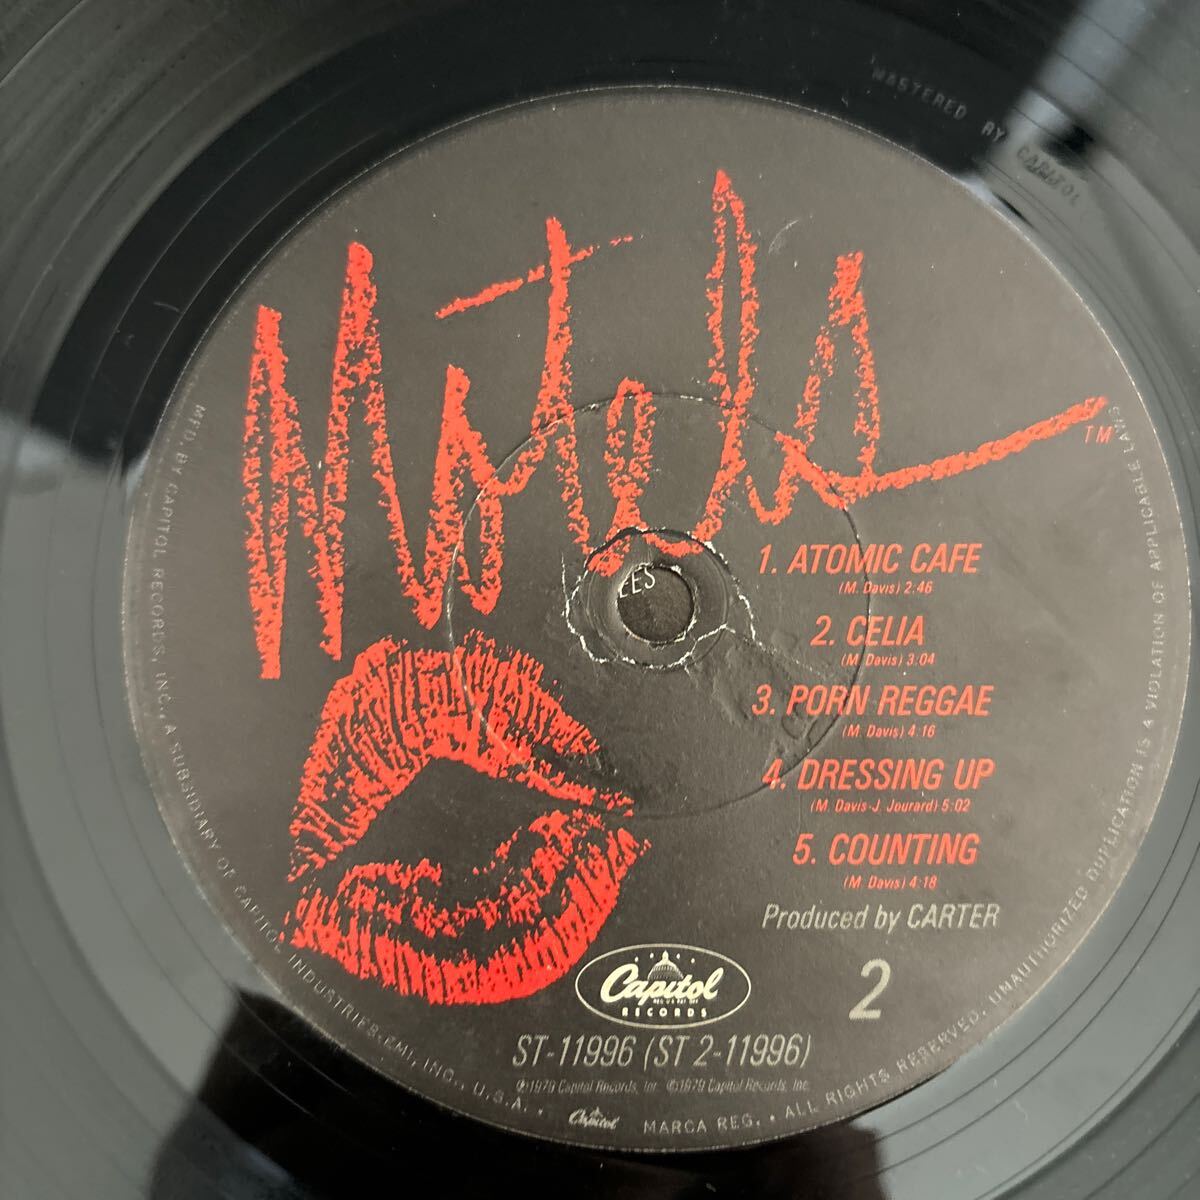 MASTERED BY CAPITOL
Motels
TM
EES
1. ATOMIC CAFE
(M. Davis) 2:46
2. CELIA
(M. Davis) 3:04
3. PORN REGGAE
(M. Davis) 4:16
4. DRESSING UP
(M. Davis-J. Jourard) 5:02
5. COUNTING
(M. Davis) 4:18
Produced by CARTER
Capitol
RECORDS
2
ST-11996 (ST 2-11996)
℗1979 Capitol Records, Inc. ©1979 Capitol Records, Inc.
MFD. BY CAPITOL RECORDS, INC., A SUBSIDIARY OF CAPITOL INDUSTRIES-EMI, INC., U.S.A. • Capitol MARCA REG. • ALL RIGHTS RESERVED. UNAUTHORIZED DUPLICATION IS A VIOLATION OF APPLICABLE LAWS